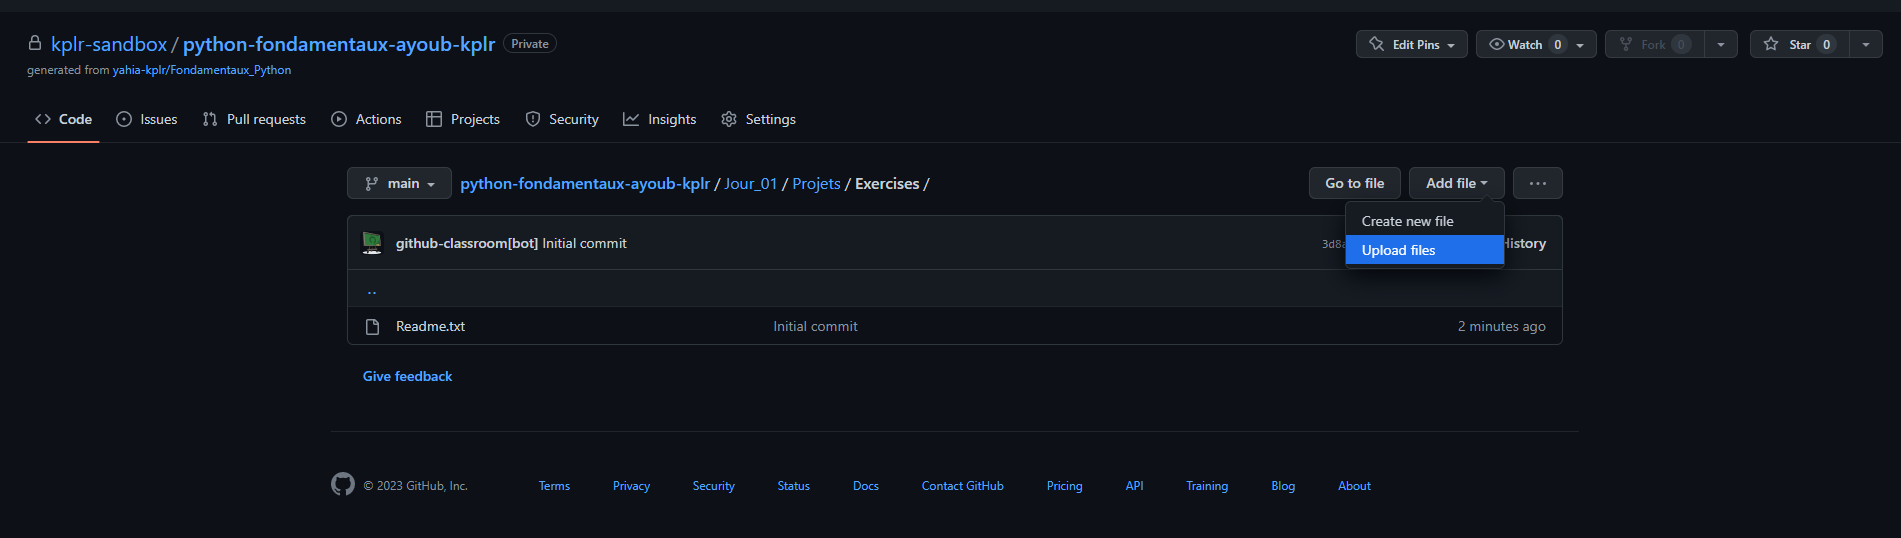 kplr-sandbox / python-fondamentaux-ayoub-kplr Private Edit Pins Watch 0 Fork 0 Star 0
generated from yahia-kplr/Fondamentaux_Python
Code Issues Pull requests Actions Projects Security Insights Settings
main python-fondamentaux-ayoub-kplr / Jour_01 / Projets / Exercises / Go to file Add file ...
Create new file
github-classroom[bot] Initial commit
Upload files
..
Readme.txt Initial commit 2 minutes ago
Give feedback
© 2023 GitHub, Inc. Terms Privacy Security Status Docs Contact GitHub Pricing API Training Blog About